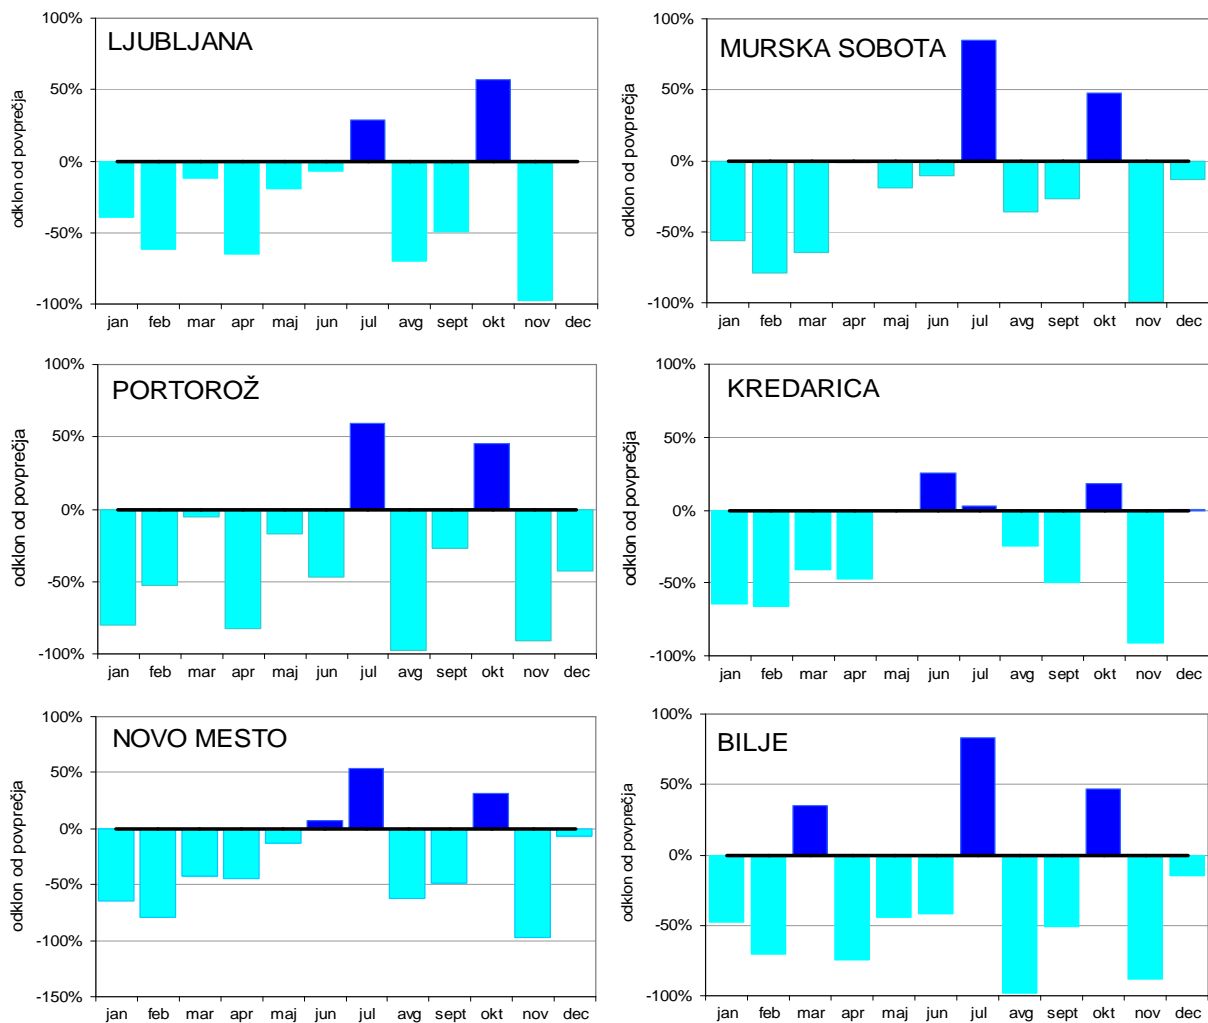 LJUBLJANA
odklon od povprečja
100%
50%
0%
-50%
-100%
jan feb mar apr maj jun jul avg sept okt nov dec
MURSKA SOBOTA
odklon od povprečja
100%
50%
0%
-50%
-100%
jan feb mar apr maj jun jul avg sept okt nov dec
PORTOROŽ
odklon od povprečja
100%
50%
0%
-50%
-100%
jan feb mar apr maj jun jul avg sept okt nov dec
KREDARICA
odklon od povprečja
100%
50%
0%
-50%
-100%
jan feb mar apr maj jun jul avg sept okt nov dec
NOVO MESTO
odklon od povprečja
100%
50%
0%
-50%
-100%
-150%
jan feb mar apr maj jun jul avg sept okt nov dec
BILJE
odklon od povprečja
100%
50%
0%
-50%
-100%
jan feb mar apr maj jun jul avg sept okt nov dec